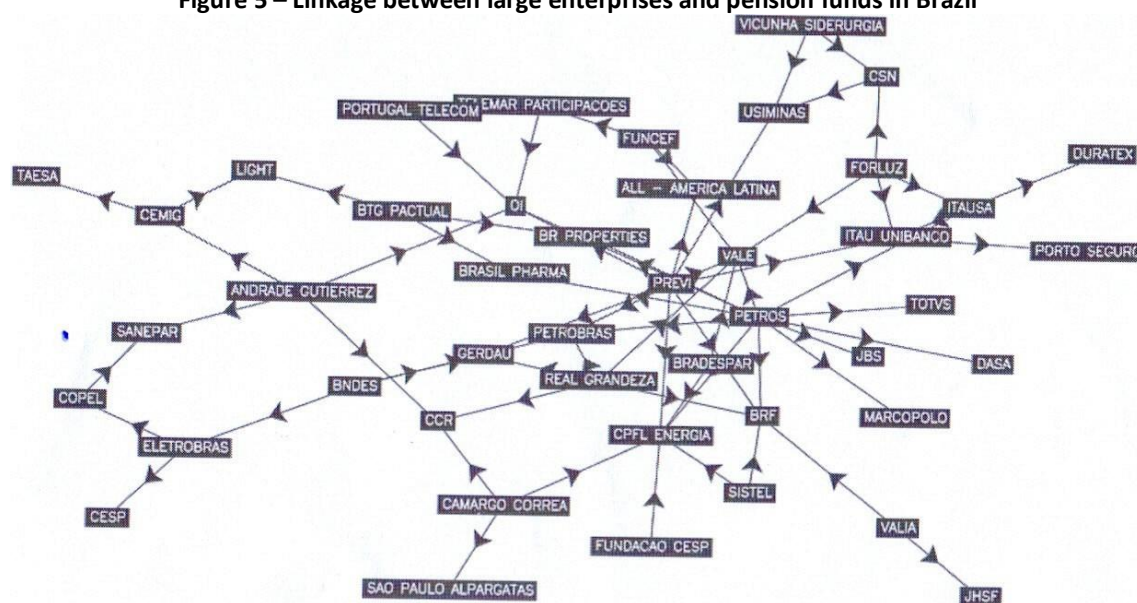 Figure 5 – Linkage between large enterprises and pension funds in Brazil
VICUNHA SIDERURGIA
CSN
PORTUGAL TELECOM
PARTICIPACOES
USIMINAS
FUNCEF
DURATEX
TAESA
LIGHT
FORLUZ
ALL - AMERICA LATINA
CEMIG
BTG PACTUAL
OI
ITAUSA
BR PROPERTIES
ITAU UNIBANCO
PORTO SEGURO
VALE
BRASIL PHARMA
PREVI
ANDRADE GUTIERREZ
TOTVS
SANEPAR
PETROBRAS
PETROS
GERDAU
JBS
BRADESPAR
DASA
REAL GRANDEZA
BNDES
COPEL
CCR
BRF
MARCOPOLO
ELETROBRAS
CPFL ENERGIA
SISTEL
CAMARGO CORREA
CESP
VALIA
FUNDACAO CESP
SAO PAULO ALPARGATAS
JHSF